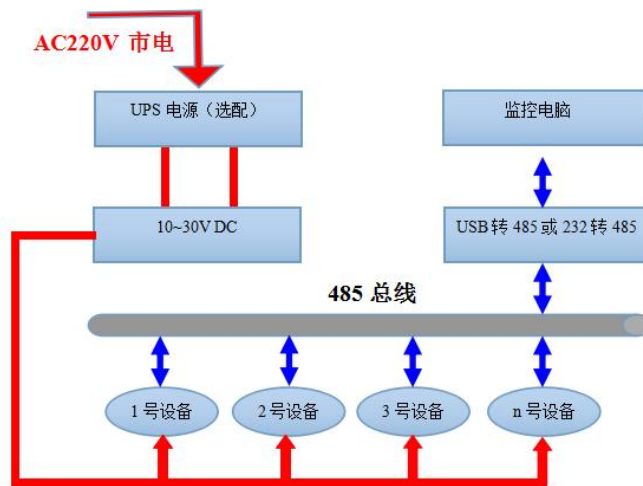 AC220V 市电
UPS 电源（选配）
监控电脑
10~30V DC
USB 转 485 或 232 转 485
485 总线
1 号设备
2 号设备
3 号设备
n 号设备